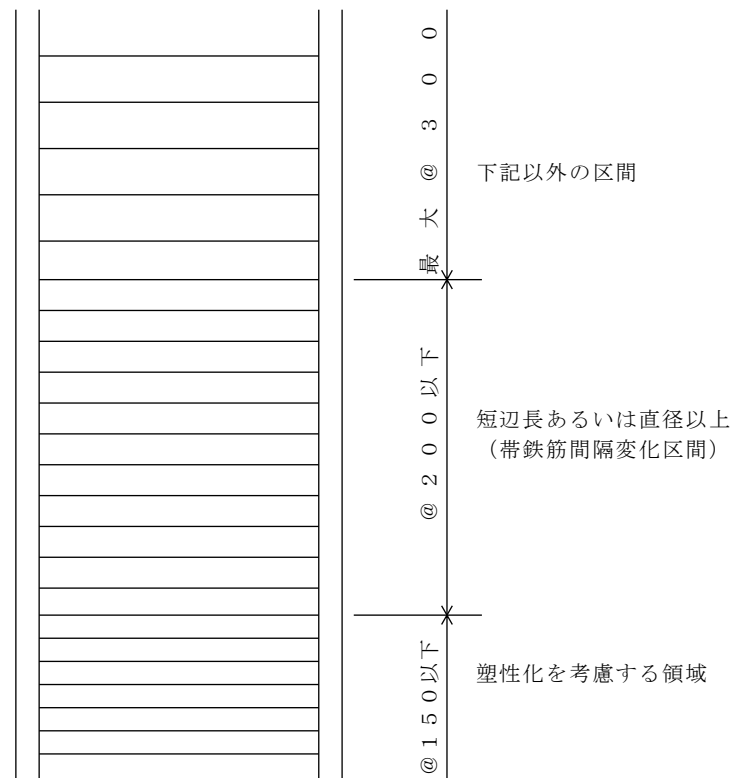 最大@３００
下記以外の区間
@２００以下
短辺長あるいは直径以上
（帯鉄筋間隔変化区間）
@１５０以下
塑性化を考慮する領域